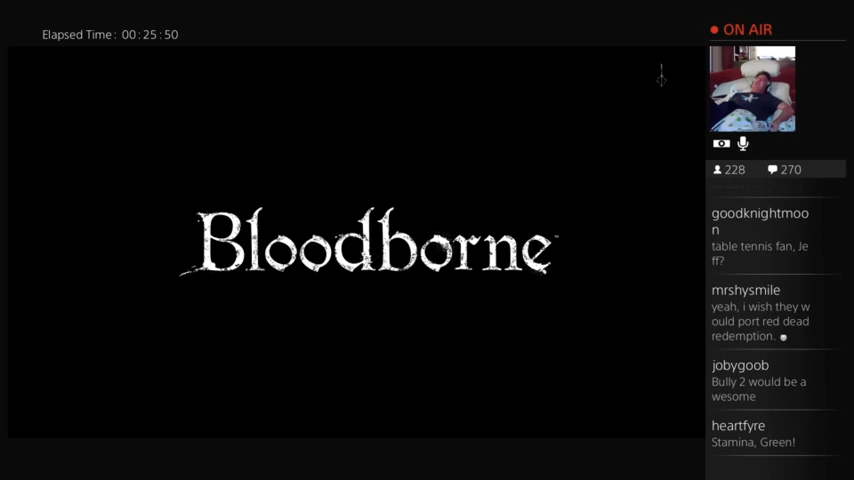 Elapsed Time: 00:25:50
ON AIR
228 270
goodknightmoo
n
table tennis fan, Je
ff?
mrshysmile
yeah, i wish they w
ould port red dead
redemption.
jobygoob
Bully 2 would be a
wesome
heartfyre
Stamina, Green!
Bloodborne™